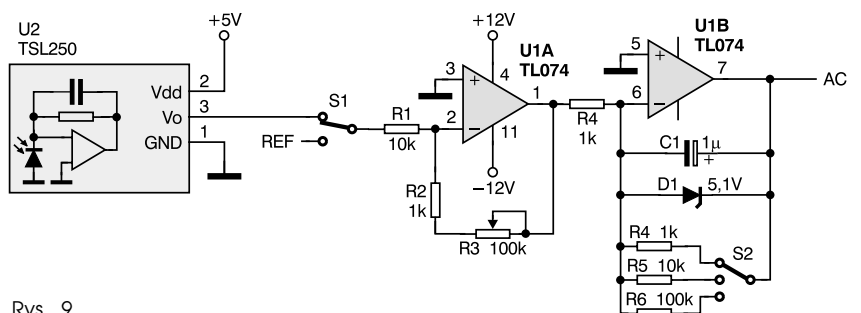 U2
TSL250
+5V
Vdd
2
Vo
3
GND
1
S1
REF
R1
10k
R2
1k
R3 100k
+12V
U1A
TL074
3
+
4
2
−
11
1
−12V
R4
1k
U1B
TL074
5
+
6
−
7
AC
C1
1µ
+
D1
5,1V
R4 1k
R5 10k
R6 100k
S2
Rys. 9